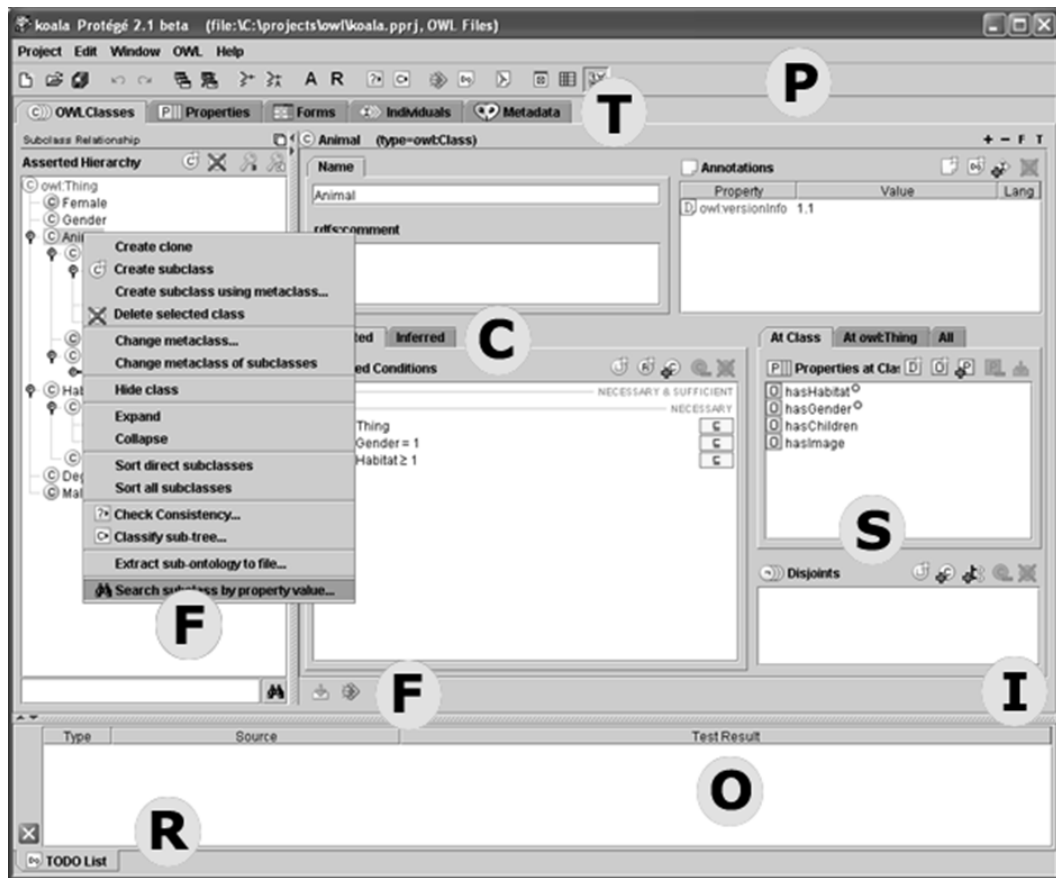 koala Protégé 2.1 beta (file:\C:\projects\owl\koala.pprj, OWL Files)
Project Edit Window OWL Help
P
OWLClasses Properties Forms Individuals Metadata
T
Subclass Relationship
Asserted Hierarchy
C Animal (type=owl:Class)
+ − F T
Name
Annotations
Animal
Property Value Lang
D owl:versionInfo 1.1
rdfs:comment
C owl:Thing
C Female
C Gender
Create clone
Create subclass
Create subclass using metaclass...
Delete selected class
Change metaclass...
Change metaclass of subclasses
Hide class
Expand
Collapse
Sort direct subclasses
Sort all subclasses
Check Consistency...
Classify sub-tree...
Extract sub-ontology to file...
Search subclass by property value...
F
Inferred
C
Conditions
NECESSARY & SUFFICIENT
NECESSARY
Thing
Gender = 1
Habitat ≥ 1
At Class At owl:Thing All
Properties at Clas
O hasHabitat
O hasGender
O hasChildren
O hasImage
S
Disjoints
F
I
Type Source Test Result
O
R
TODO List